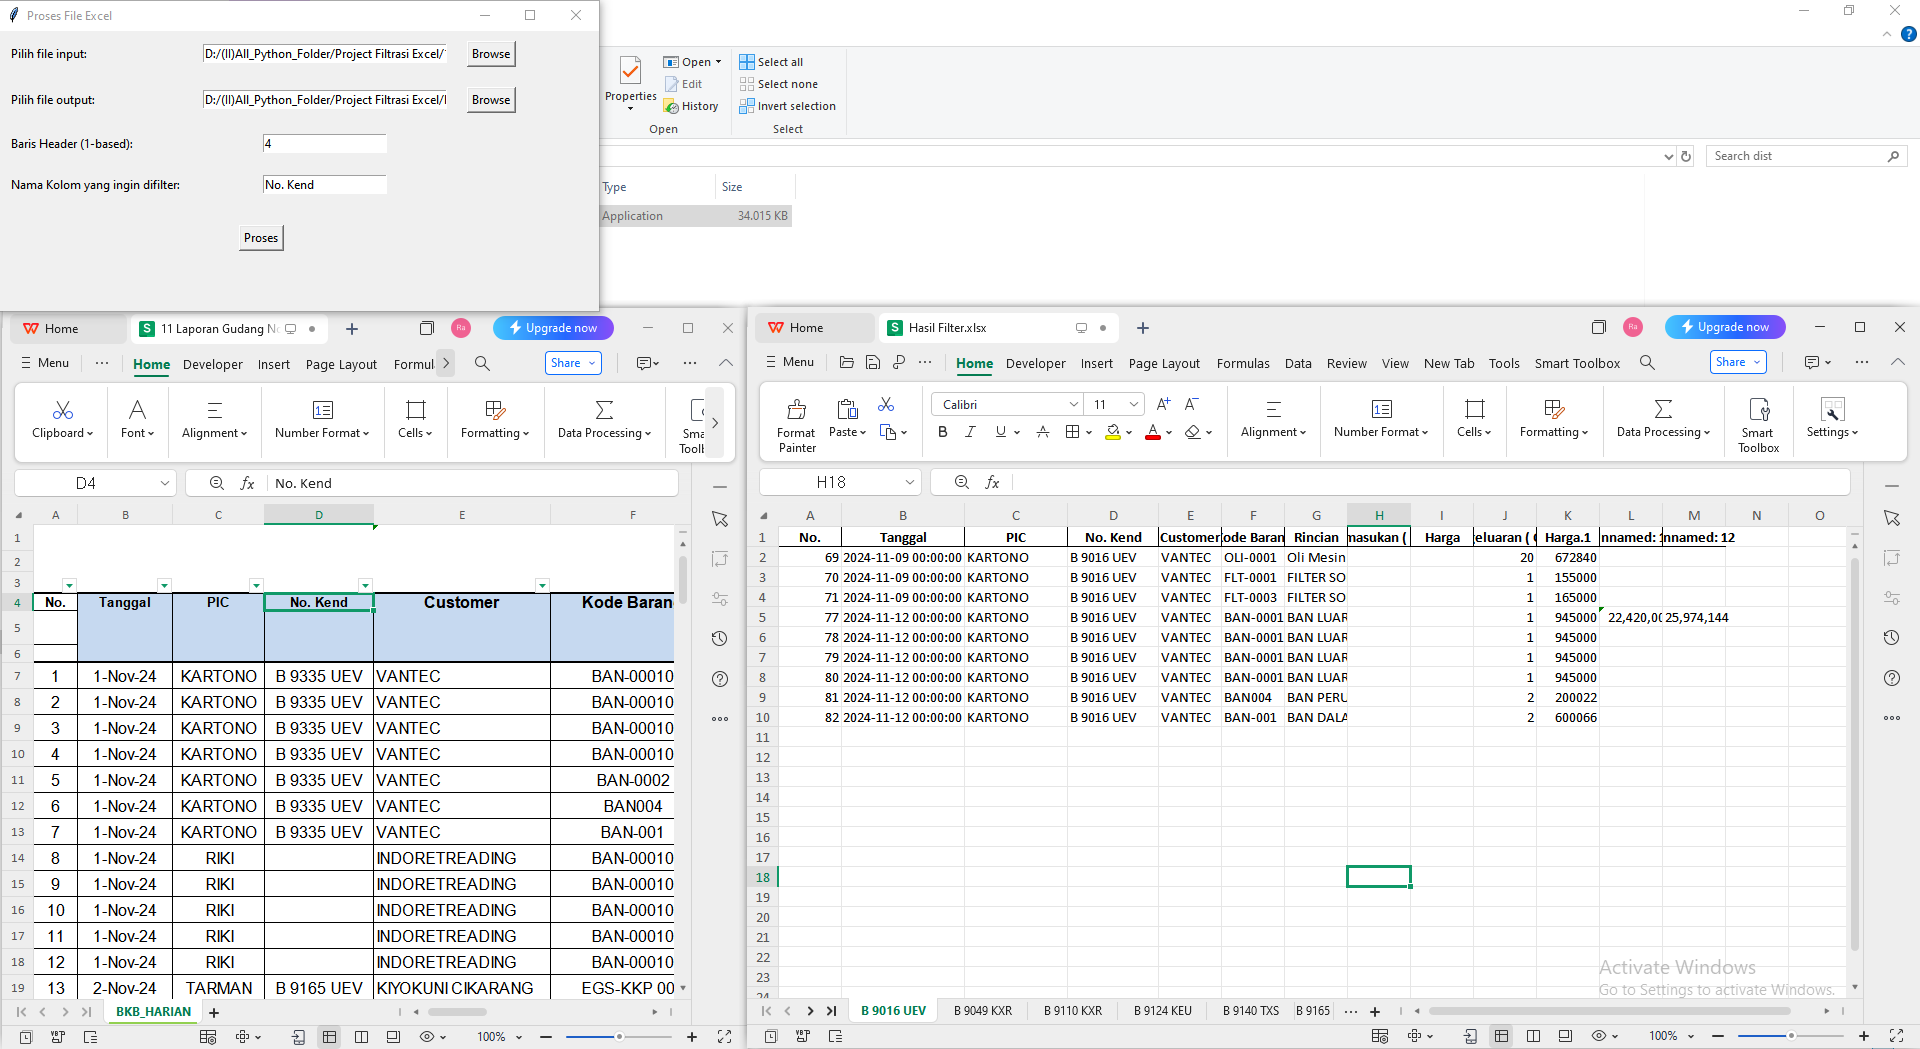 Proses File Excel
Pilih file input:
D:/(II)All_Python_Folder/Project Filtrasi Excel/
Browse
Pilih file output:
D:/(II)All_Python_Folder/Project Filtrasi Excel/
Browse
Baris Header (1-based):
4
Nama Kolom yang ingin difilter:
No. Kend
Proses
Properties
Open
Edit
History
Open
Select all
Select none
Invert selection
Select
Search dist
Type Size
Application 34.015 KB
Home
11 Laporan Gudang
Ra
Upgrade now
Menu
Home Developer Insert Page Layout Formul
Share
Clipboard Font Alignment Number Format Cells Formatting Data Processing
D4
fx No. Kend
A B C D E F
1
2
3
4 No. Tanggal PIC No. Kend Customer Kode Baran
5
6
7 1 1-Nov-24 KARTONO B 9335 UEV VANTEC BAN-00010
8 2 1-Nov-24 KARTONO B 9335 UEV VANTEC BAN-00010
9 3 1-Nov-24 KARTONO B 9335 UEV VANTEC BAN-00010
10 4 1-Nov-24 KARTONO B 9335 UEV VANTEC BAN-00010
11 5 1-Nov-24 KARTONO B 9335 UEV VANTEC BAN-0002
12 6 1-Nov-24 KARTONO B 9335 UEV VANTEC BAN004
13 7 1-Nov-24 KARTONO B 9335 UEV VANTEC BAN-001
14 8 1-Nov-24 RIKI INDORETREADING BAN-00010
15 9 1-Nov-24 RIKI INDORETREADING BAN-00010
16 10 1-Nov-24 RIKI INDORETREADING BAN-00010
17 11 1-Nov-24 RIKI INDORETREADING BAN-00010
18 12 1-Nov-24 RIKI INDORETREADING BAN-00010
19 13 2-Nov-24 TARMAN B 9165 UEV KIYOKUNI CIKARANG EGS-KKP 00
BKB_HARIAN
100%
Home
Hasil Filter.xlsx
Ra
Upgrade now
Menu
Home Developer Insert Page Layout Formulas Data Review View New Tab Tools Smart Toolbox
Share
Format Painter
Paste
Calibri 11
Alignment Number Format Cells Formatting Data Processing Smart Toolbox Settings
H18
fx
A B C D E F G H I J K L M N O
1 No. Tanggal PIC No. Kend Customer ode Baran Rincian masukan ( Harga eluaran ( Harga.1 nnamed: nnamed: 12
2 69 2024-11-09 00:00:00 KARTONO B 9016 UEV VANTEC OLI-0001 Oli Mesin 20 672840
3 70 2024-11-09 00:00:00 KARTONO B 9016 UEV VANTEC FLT-0001 FILTER SO 1 155000
4 71 2024-11-09 00:00:00 KARTONO B 9016 UEV VANTEC FLT-0003 FILTER SO 1 165000
5 77 2024-11-12 00:00:00 KARTONO B 9016 UEV VANTEC BAN-0001 BAN LUAR 1 945000 22,420,0 25,974,144
6 78 2024-11-12 00:00:00 KARTONO B 9016 UEV VANTEC BAN-0001 BAN LUAR 1 945000
7 79 2024-11-12 00:00:00 KARTONO B 9016 UEV VANTEC BAN-0001 BAN LUAR 1 945000
8 80 2024-11-12 00:00:00 KARTONO B 9016 UEV VANTEC BAN-0001 BAN LUAR 1 945000
9 81 2024-11-12 00:00:00 KARTONO B 9016 UEV VANTEC BAN004 BAN PERU 2 200022
10 82 2024-11-12 00:00:00 KARTONO B 9016 UEV VANTEC BAN-001 BAN DALA 2 600066
11
12
13
14
15
16
17
18
19
20
21
22
23
24
Activate Windows
Go to Settings to activate Windows.
B 9016 UEV B 9049 KXR B 9110 KXR B 9124 KEU B 9140 TXS B 9165
100%